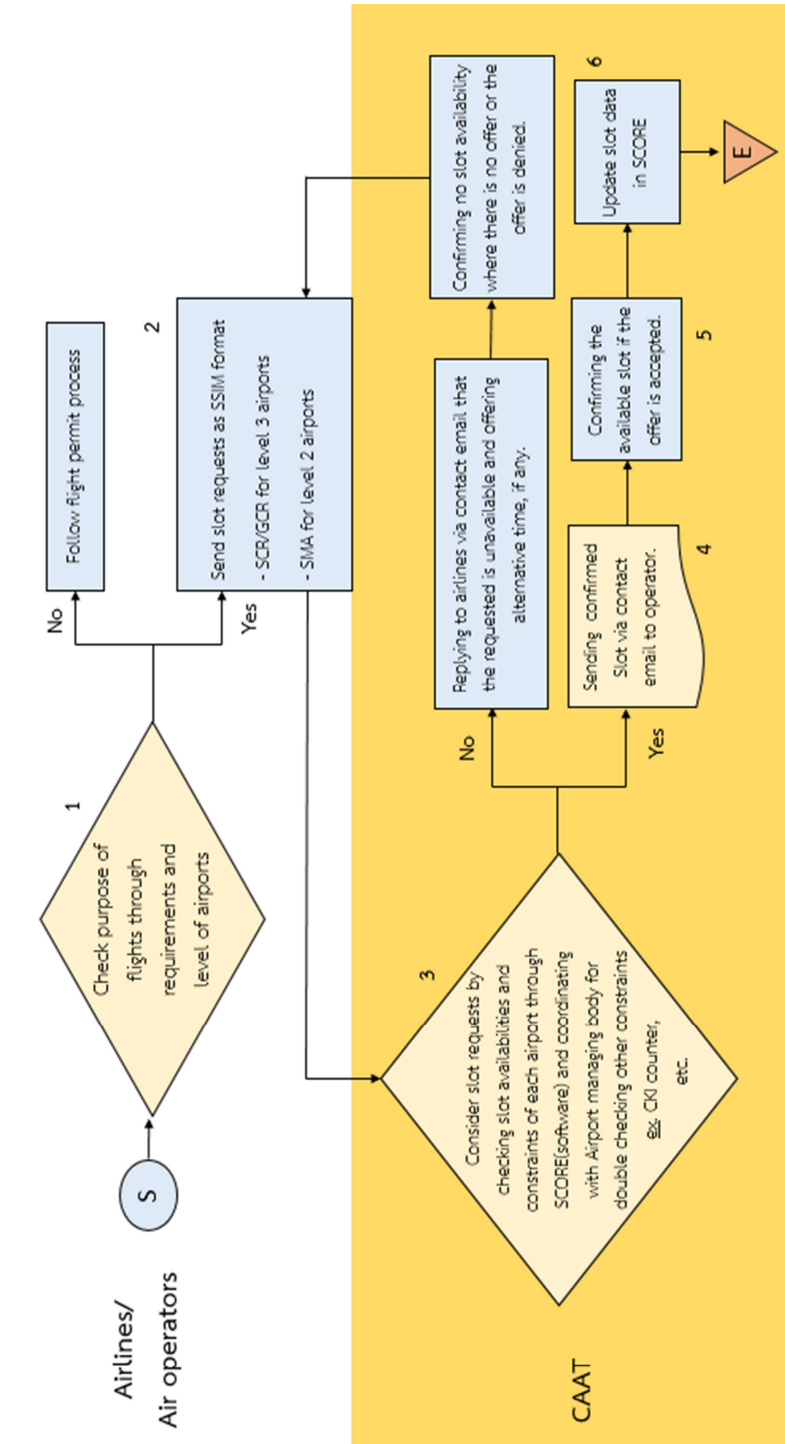 Airlines/
Air operators
S
1
Check purpose of
flights through
requirements and
level of airports
No
Follow flight permit process
Yes
2
Send slot requests as SSIM format
- SCR/GCR for level 3 airports
- SMA for level 2 airports
CAAT
3
Consider slot requests by
checking slot availabilities and
constraints of each airport through
SCORE(software) and coordinating
with Airport managing body for
double checking other constraints
ex. CKI counter,
etc.
No
Replying to airlines via contact email that
the requested is unavailable and offering
alternative time, if any.
Confirming no slot availability
where there is no offer or the
offer is denied.
Yes
Sending confirmed
Slot via contact
email to operator.
4
Confirming the
available slot if the
offer is accepted.
5
Update slot data
in SCORE
6
E